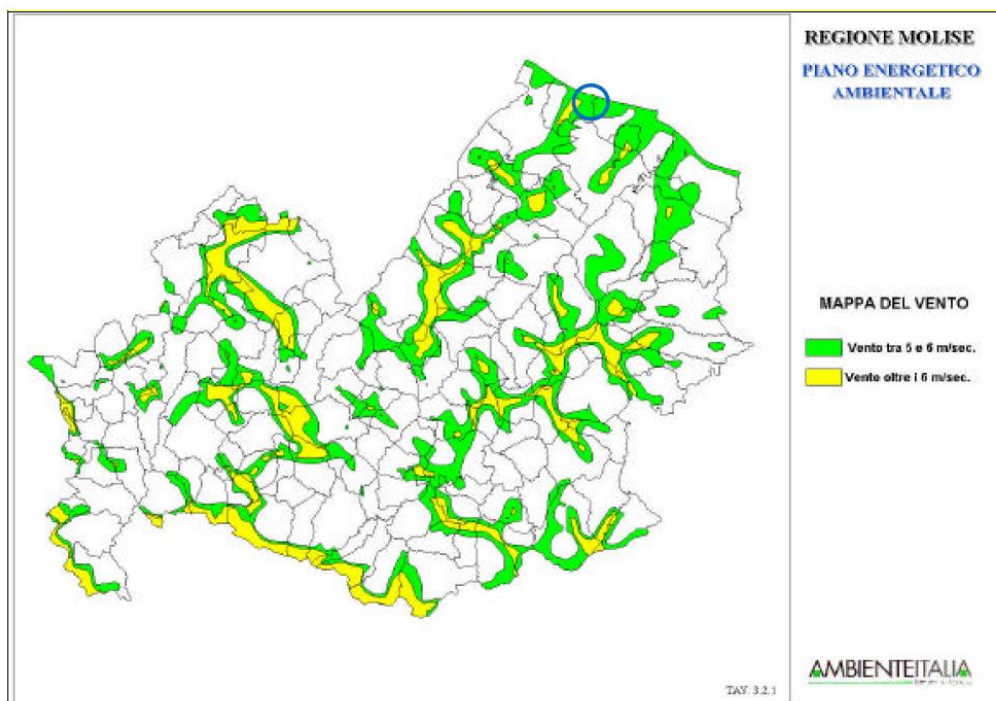 REGIONE MOLISE
PIANO ENERGETICO
AMBIENTALE
MAPPA DEL VENTO
Vento tra 5 e 6 m/sec.
Vento oltre i 6 m/sec.
AMBIENTEITALIA
TAV. 3.2.1